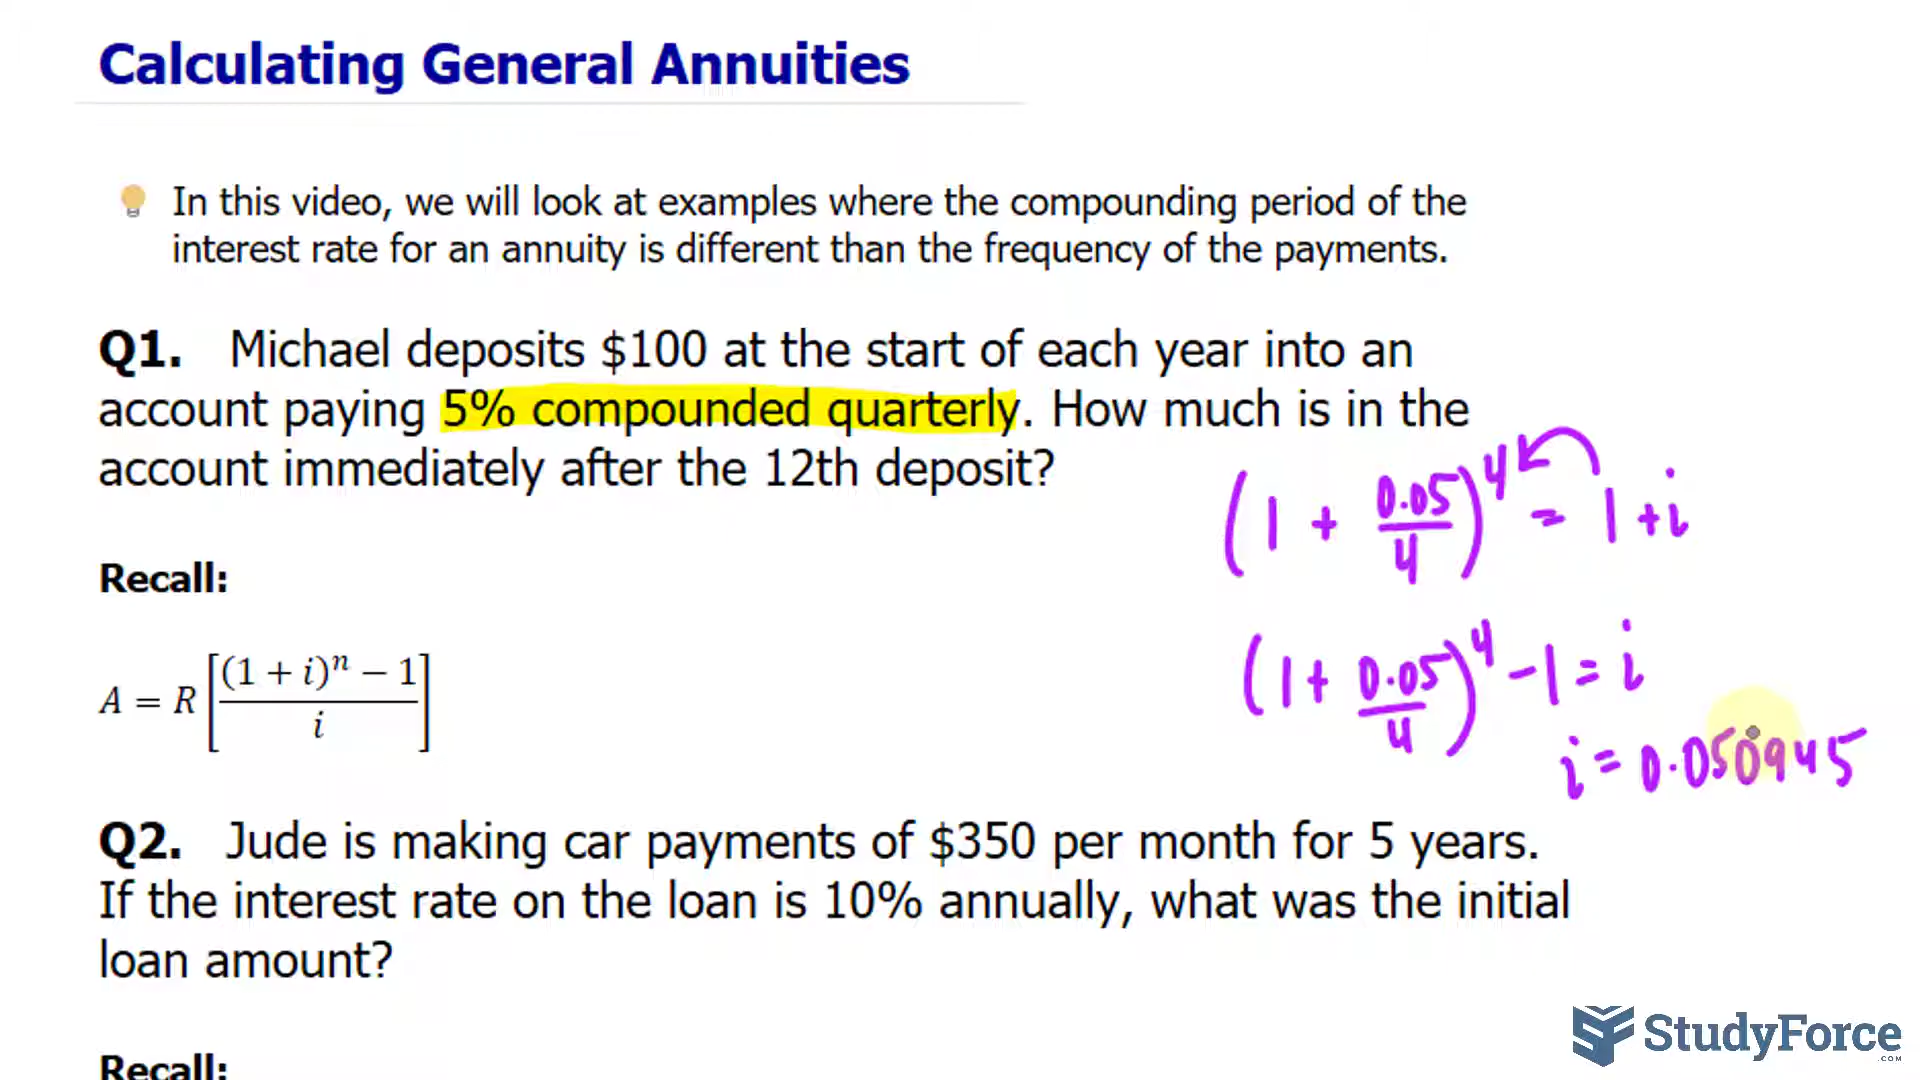 Calculating General Annuities
In this video, we will look at examples where the compounding period of the
interest rate for an annuity is different than the frequency of the payments.
Q1. Michael deposits $100 at the start of each year into an
account paying 5% compounded quarterly. How much is in the
account immediately after the 12th deposit?
(1 + 0.05/4)^4 = 1 + i
Recall:
A = R [((1 + i)^n − 1)/i]
(1 + 0.05/4)^4 - 1 = i
i = 0.050945
Q2. Jude is making car payments of $350 per month for 5 years.
If the interest rate on the loan is 10% annually, what was the initial
loan amount?
Recall:
StudyForce
.COM